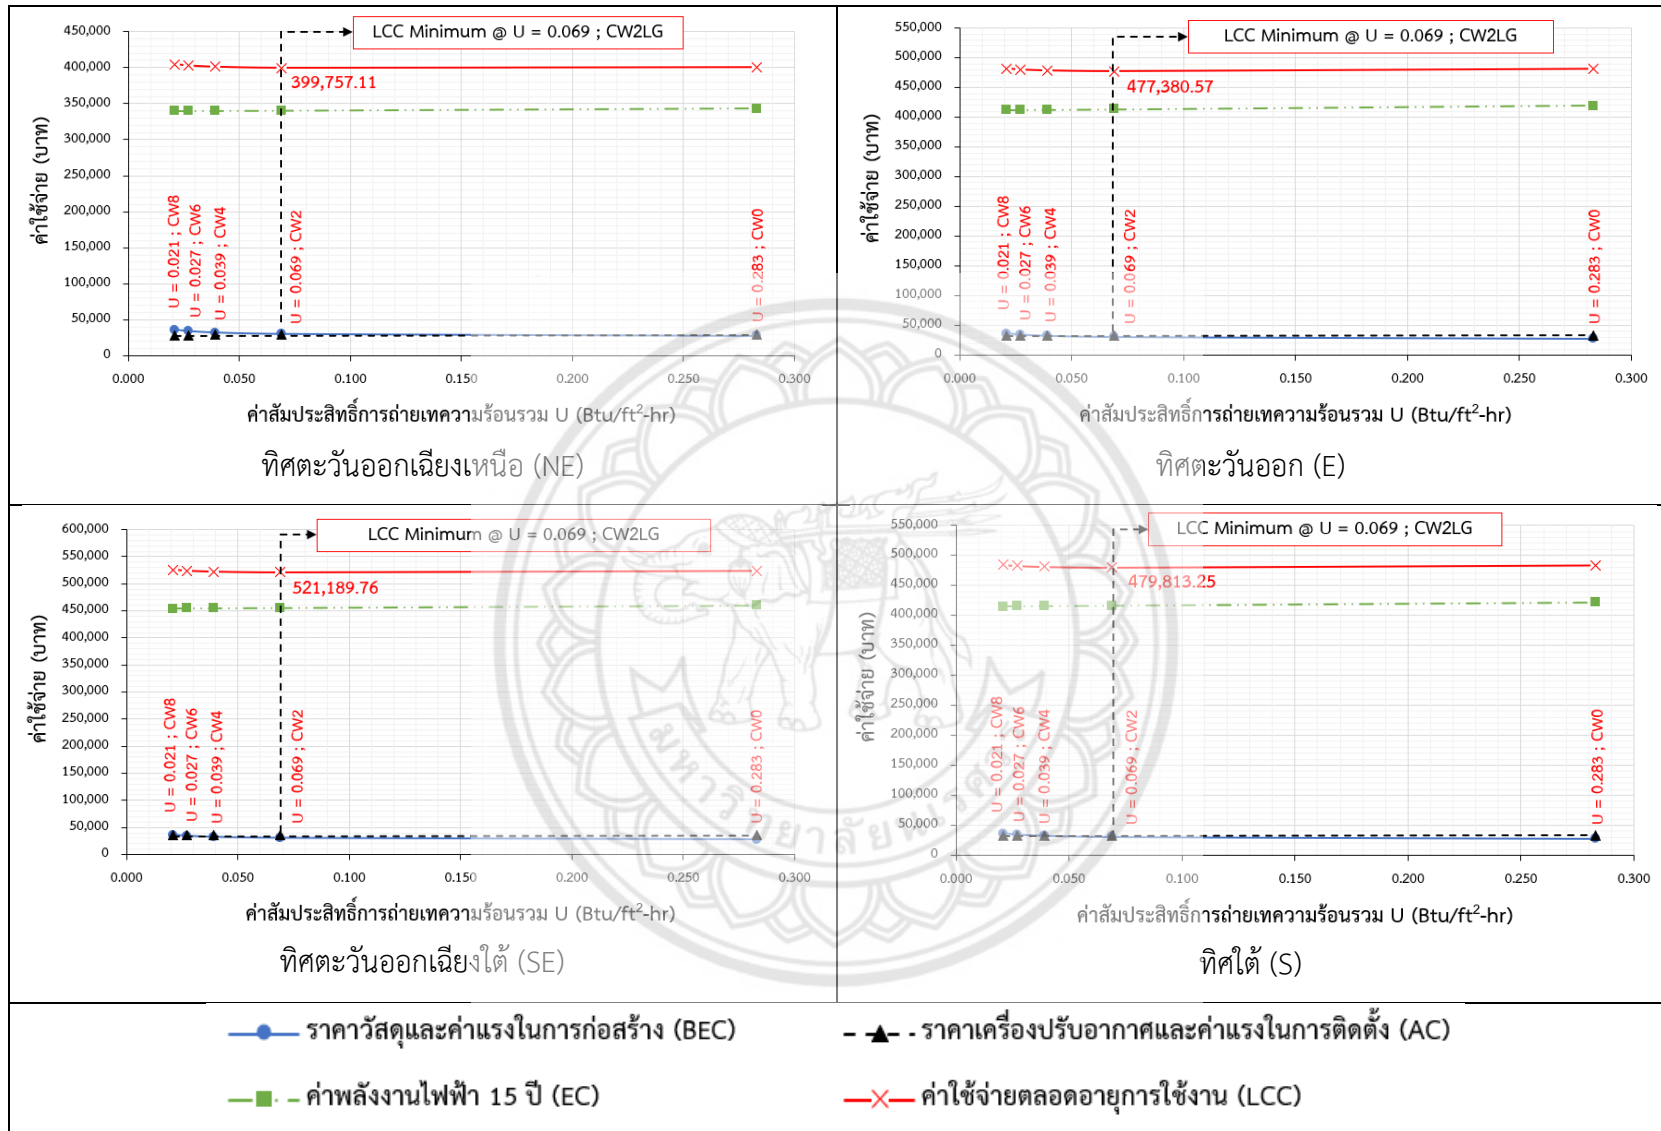 LCC Minimum @ U = 0.069 ; CW2LG
450,000
400,000
350,000
300,000
250,000
200,000
150,000
100,000
50,000
0
399,757.11
ค่าใช้จ่าย (บาท)
U = 0.021 ; CW8
U = 0.027 ; CW6
U = 0.039 ; CW4
U = 0.069 ; CW2
U = 0.283 ; CW0
0.000 0.050 0.100 0.150 0.200 0.250 0.300
ค่าสัมประสิทธิ์การถ่ายเทความร้อนรวม U (Btu/ft²-hr)
ทิศตะวันออกเฉียงเหนือ (NE)
LCC Minimum @ U = 0.069 ; CW2LG
550,000
500,000
450,000
400,000
350,000
300,000
250,000
200,000
150,000
100,000
50,000
0
477,380.57
ค่าใช้จ่าย (บาท)
U = 0.021 ; CW8
U = 0.027 ; CW6
U = 0.039 ; CW4
U = 0.069 ; CW2
U = 0.283 ; CW0
0.000 0.050 0.100 0.150 0.200 0.250 0.300
ค่าสัมประสิทธิ์การถ่ายเทความร้อนรวม U (Btu/ft²-hr)
ทิศตะวันออก (E)
LCC Minimum @ U = 0.069 ; CW2LG
600,000
550,000
500,000
450,000
400,000
350,000
300,000
250,000
200,000
150,000
100,000
50,000
0
521,189.76
ค่าใช้จ่าย (บาท)
U = 0.021 ; CW8
U = 0.027 ; CW6
U = 0.039 ; CW4
U = 0.069 ; CW2
U = 0.283 ; CW0
0.000 0.050 0.100 0.150 0.200 0.250 0.300
ค่าสัมประสิทธิ์การถ่ายเทความร้อนรวม U (Btu/ft²-hr)
ทิศตะวันออกเฉียงใต้ (SE)
LCC Minimum @ U = 0.069 ; CW2LG
550,000
500,000
450,000
400,000
350,000
300,000
250,000
200,000
150,000
100,000
50,000
0
479,813.25
ค่าใช้จ่าย (บาท)
U = 0.021 ; CW8
U = 0.027 ; CW6
U = 0.039 ; CW4
U = 0.069 ; CW2
U = 0.283 ; CW0
0.000 0.050 0.100 0.150 0.200 0.250 0.300
ค่าสัมประสิทธิ์การถ่ายเทความร้อนรวม U (Btu/ft²-hr)
ทิศใต้ (S)
มหาวิทยาลัยนเรศวร
ราคาวัสดุและค่าแรงในการก่อสร้าง (BEC)
ราคาเครื่องปรับอากาศและค่าแรงในการติดตั้ง (AC)
ค่าพลังงานไฟฟ้า 15 ปี (EC)
ค่าใช้จ่ายตลอดอายุการใช้งาน (LCC)